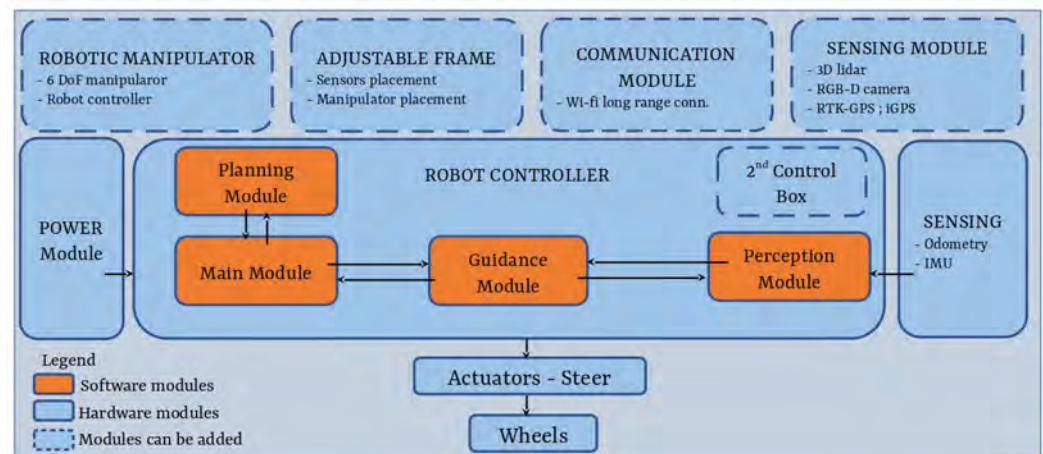 ROBOTIC MANIPULATOR
- 6 DoF manipularor
- Robot controller
ADJUSTABLE FRAME
- Sensors placement
- Manipulator placement
COMMUNICATION
MODULE
- Wi-fi long range conn.
SENSING MODULE
- 3D lidar
- RGB-D camera
- RTK-GPS ; iGPS
POWER
Module
ROBOT CONTROLLER
Planning
Module
Main Module
Guidance
Module
2nd Control
Box
Perception
Module
SENSING
- Odometry
- IMU
Actuators - Steer
Wheels
Legend
Software modules
Hardware modules
Modules can be added